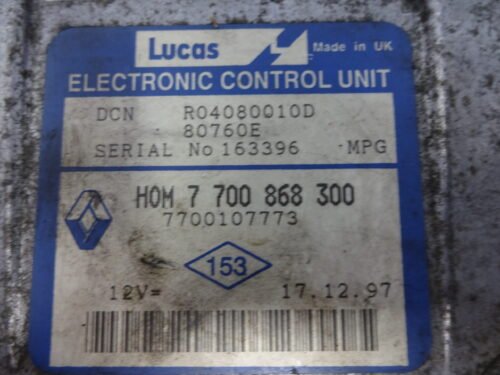 Lucas Made in UK
ELECTRONIC CONTROL UNIT
DCN R04080010D
80760E
SERIAL No 163396 MPG
HOM 7 700 868 300
7700107773
153
12V= 17.12.97